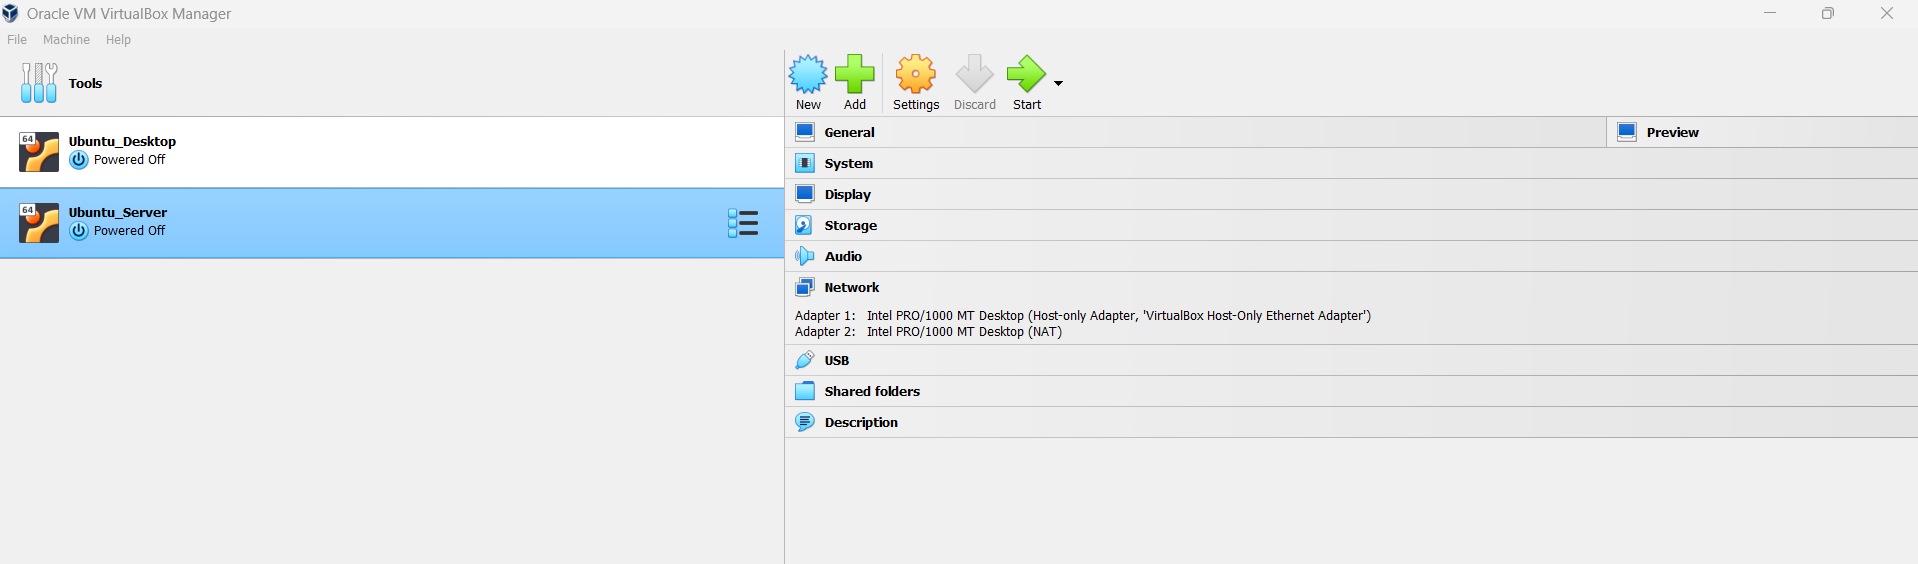 Oracle VM VirtualBox Manager
File Machine Help
Tools
64
Ubuntu_Desktop
Powered Off
64
Ubuntu_Server
Powered Off
New Add Settings Discard Start
General
Preview
System
Display
Storage
Audio
Network
Adapter 1: Intel PRO/1000 MT Desktop (Host-only Adapter, 'VirtualBox Host-Only Ethernet Adapter')
Adapter 2: Intel PRO/1000 MT Desktop (NAT)
USB
Shared folders
Description